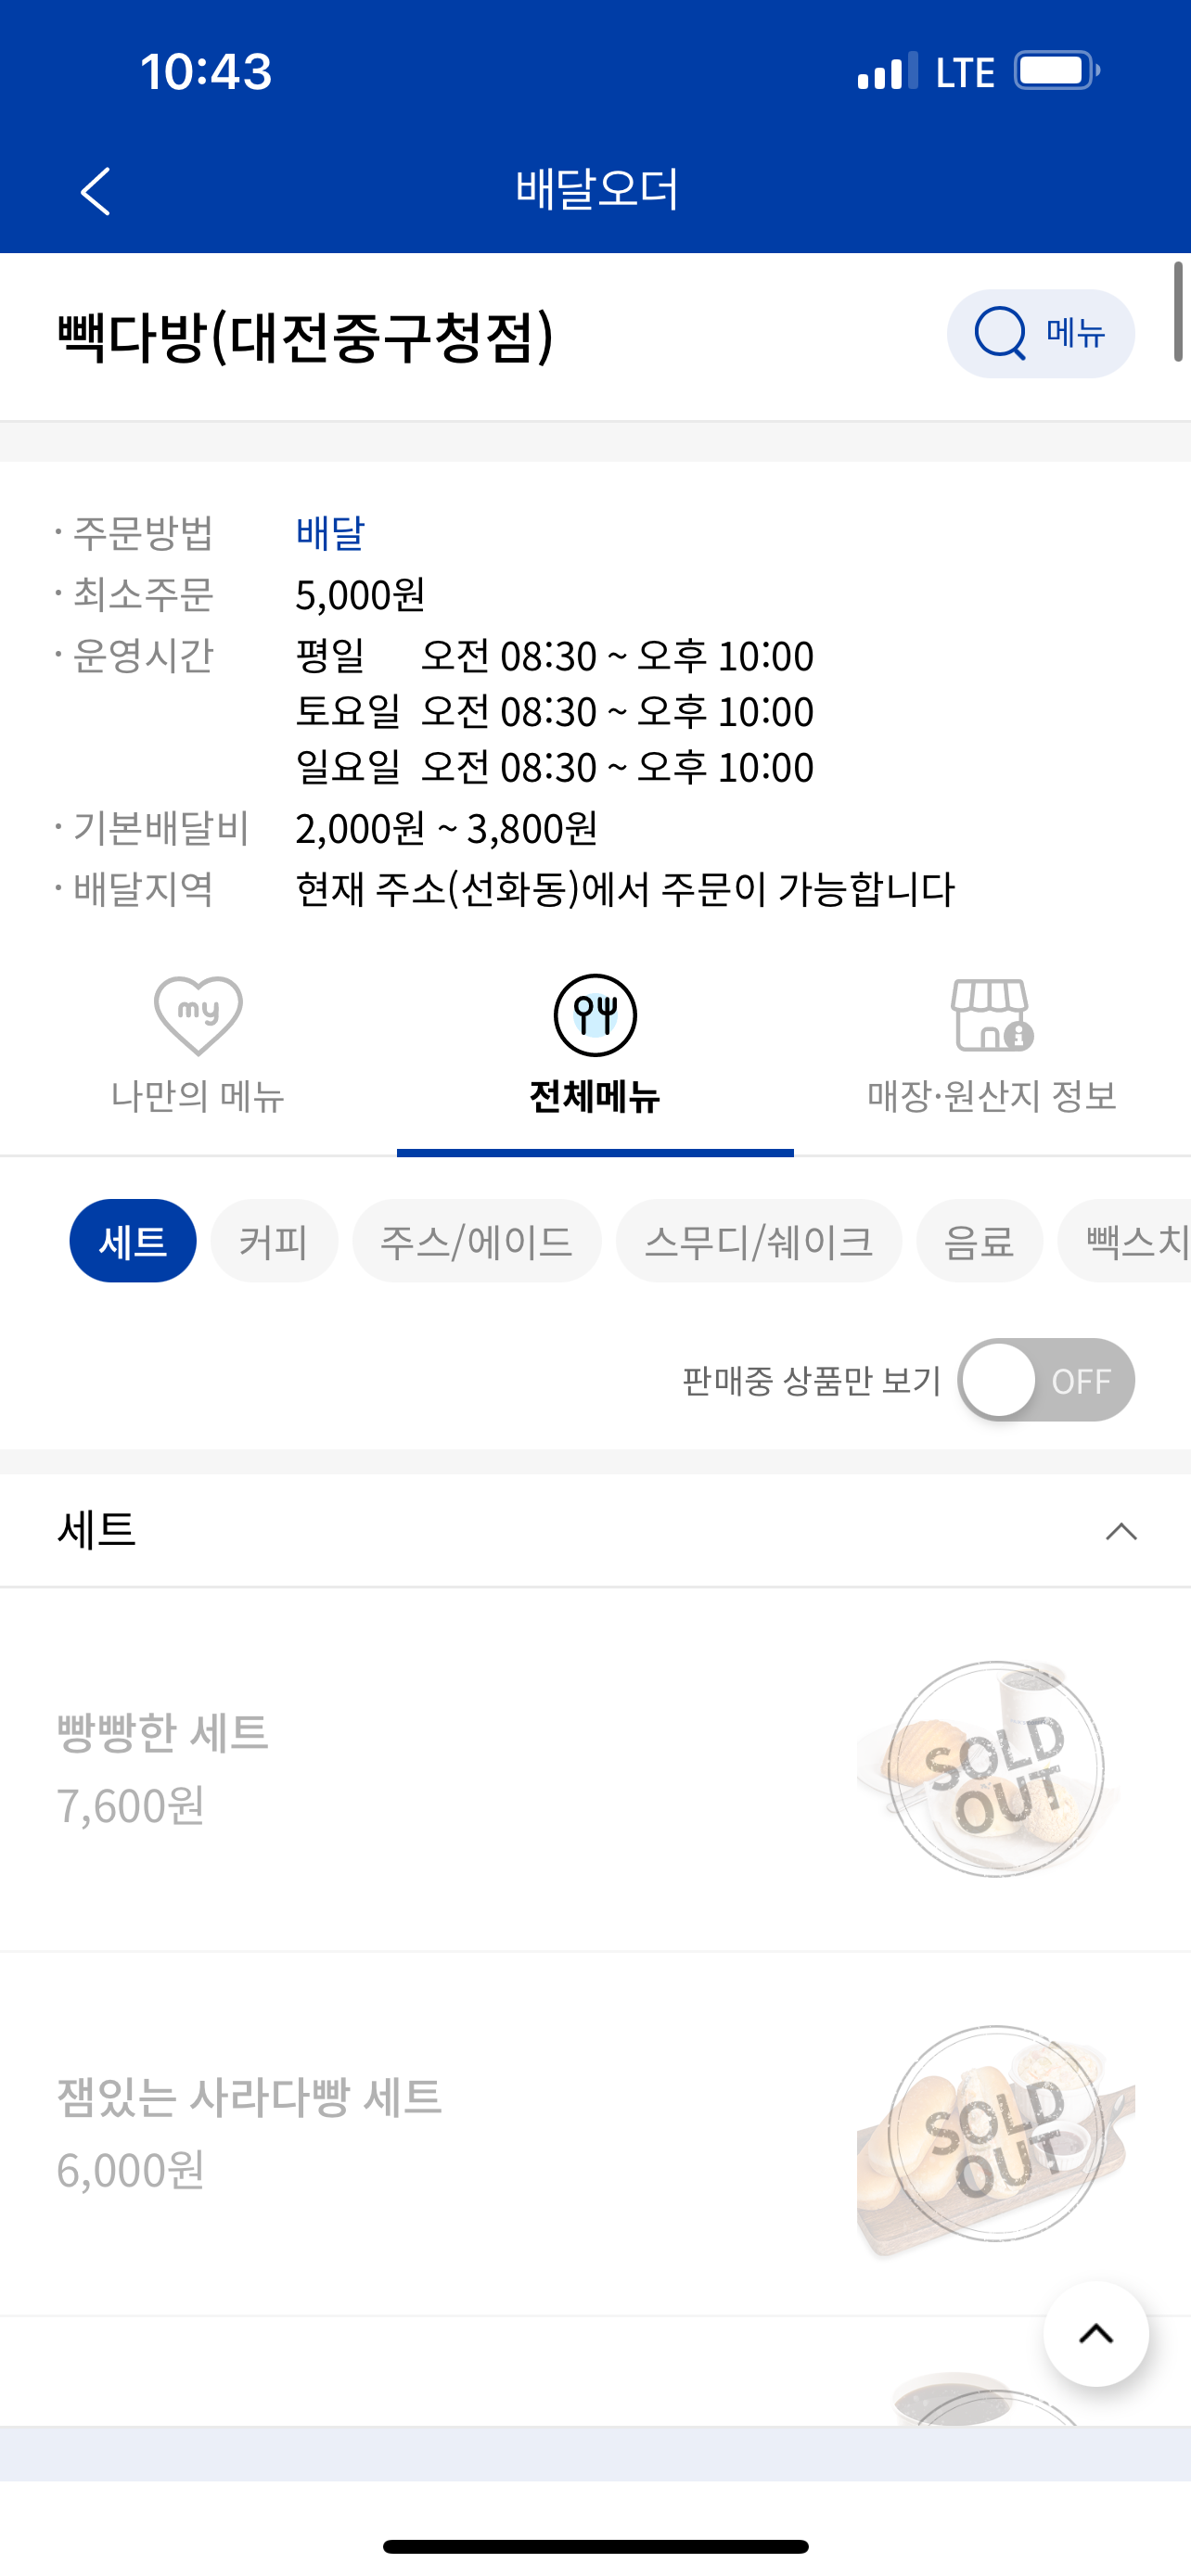 10:43
LTE
배달오더
빽다방(대전중구청점)
메뉴
· 주문방법 배달
· 최소주문 5,000원
· 운영시간 평일 오전 08:30 ~ 오후 10:00
토요일 오전 08:30 ~ 오후 10:00
일요일 오전 08:30 ~ 오후 10:00
· 기본배달비 2,000원 ~ 3,800원
· 배달지역 현재 주소(선화동)에서 주문이 가능합니다
my
나만의 메뉴 전체메뉴 매장·원산지 정보
세트 커피 주스/에이드 스무디/쉐이크 음료 빽스치
판매중 상품만 보기 OFF
세트
빵빵한 세트
7,600원
SOLD
OUT
잼있는 사라다빵 세트
6,000원
SOLD
OUT